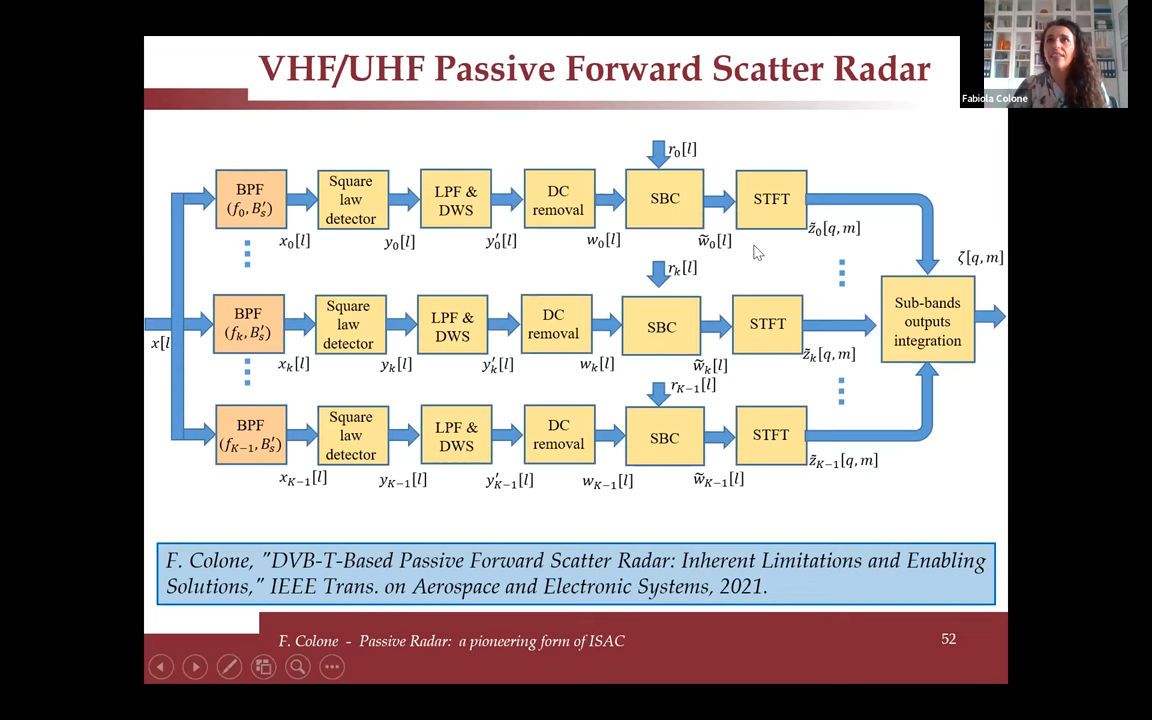 VHF/UHF Passive Forward Scatter Radar
Fabiola Colone
r₀[l]
BPF
(f₀, B′ₛ)
Square
law
detector
LPF &
DWS
DC
removal
SBC
STFT
x₀[l]
y₀[l]
y′₀[l]
w₀[l]
w̃₀[l]
z̃₀[q, m]
rₖ[l]
ζ[q, m]
x[l
BPF
(fₖ, B′ₛ)
Square
law
detector
LPF &
DWS
DC
removal
SBC
STFT
Sub-bands
outputs
integration
xₖ[l]
yₖ[l]
y′ₖ[l]
wₖ[l]
w̃ₖ[l]
z̃ₖ[q, m]
r_{K−1}[l]
BPF
(f_{K−1}, B′ₛ)
Square
law
detector
LPF &
DWS
DC
removal
SBC
STFT
x_{K−1}[l]
y_{K−1}[l]
y′_{K−1}[l]
w_{K−1}[l]
w̃_{K−1}[l]
z̃_{K−1}[q, m]
F. Colone, "DVB-T-Based Passive Forward Scatter Radar: Inherent Limitations and Enabling
Solutions," IEEE Trans. on Aerospace and Electronic Systems, 2021.
F. Colone - Passive Radar: a pioneering form of ISAC
52